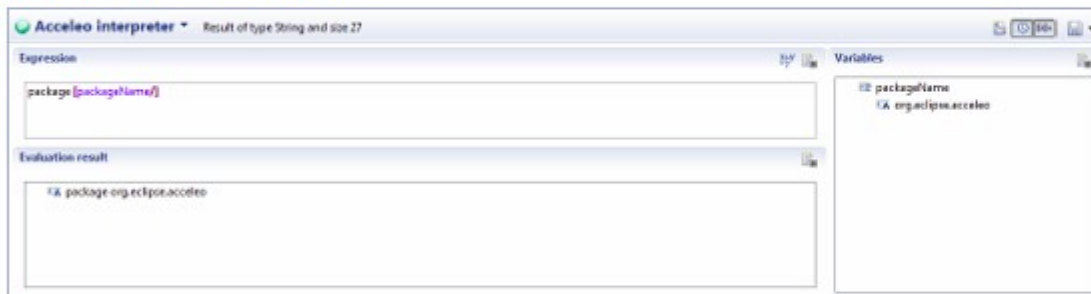 Acceleo interpreter Result of type String and size 27
Expression
package [packageName/]
Evaluation result
package org.eclipse.acceleo
Variables
packageName
org.eclipse.acceleo